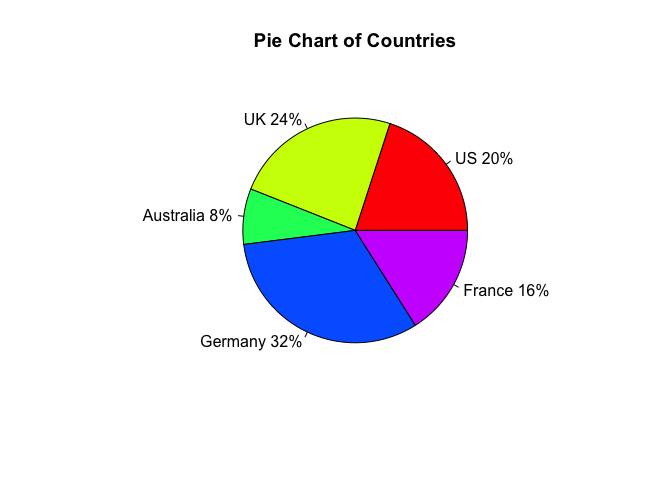 Pie Chart of Countries
UK 24%
US 20%
Australia 8%
France 16%
Germany 32%